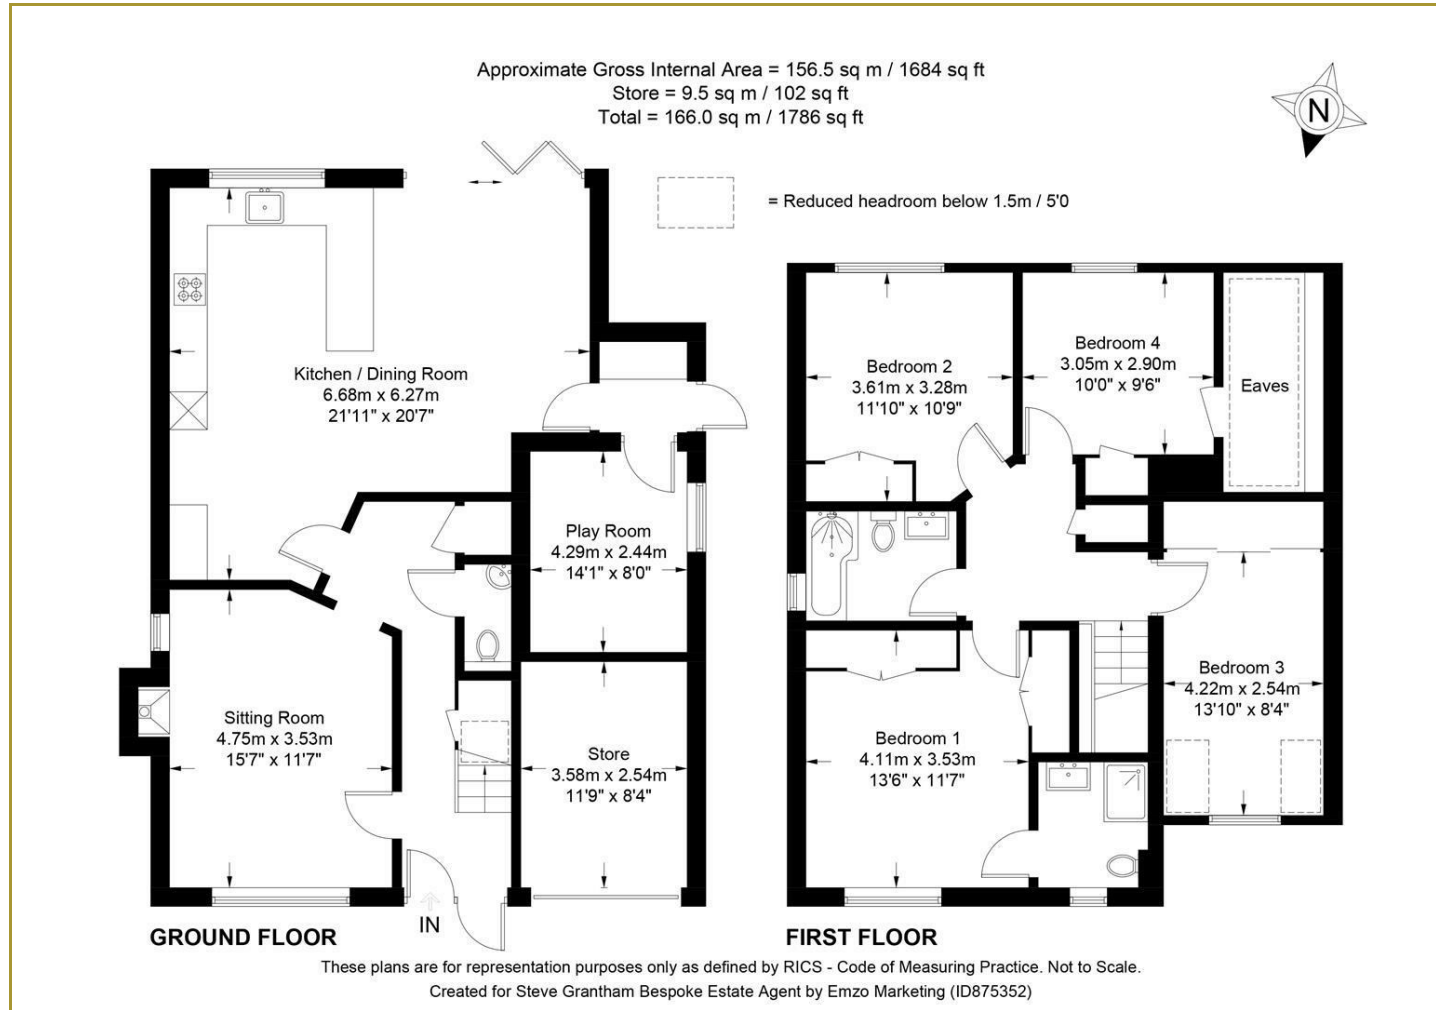 Approximate Gross Internal Area = 156.5 sq m / 1684 sq ft
Store = 9.5 sq m / 102 sq ft
Total = 166.0 sq m / 1786 sq ft
N
= Reduced headroom below 1.5m / 5'0
Kitchen / Dining Room
6.68m x 6.27m
21'11" x 20'7"
Play Room
4.29m x 2.44m
14'1" x 8'0"
Sitting Room
4.75m x 3.53m
15'7" x 11'7"
Store
3.58m x 2.54m
11'9" x 8'4"
IN
GROUND FLOOR
Bedroom 2
3.61m x 3.28m
11'10" x 10'9"
Bedroom 4
3.05m x 2.90m
10'0" x 9'6"
Eaves
Bedroom 3
4.22m x 2.54m
13'10" x 8'4"
Bedroom 1
4.11m x 3.53m
13'6" x 11'7"
FIRST FLOOR
These plans are for representation purposes only as defined by RICS - Code of Measuring Practice. Not to Scale.
Created for Steve Grantham Bespoke Estate Agent by Emzo Marketing (ID875352)